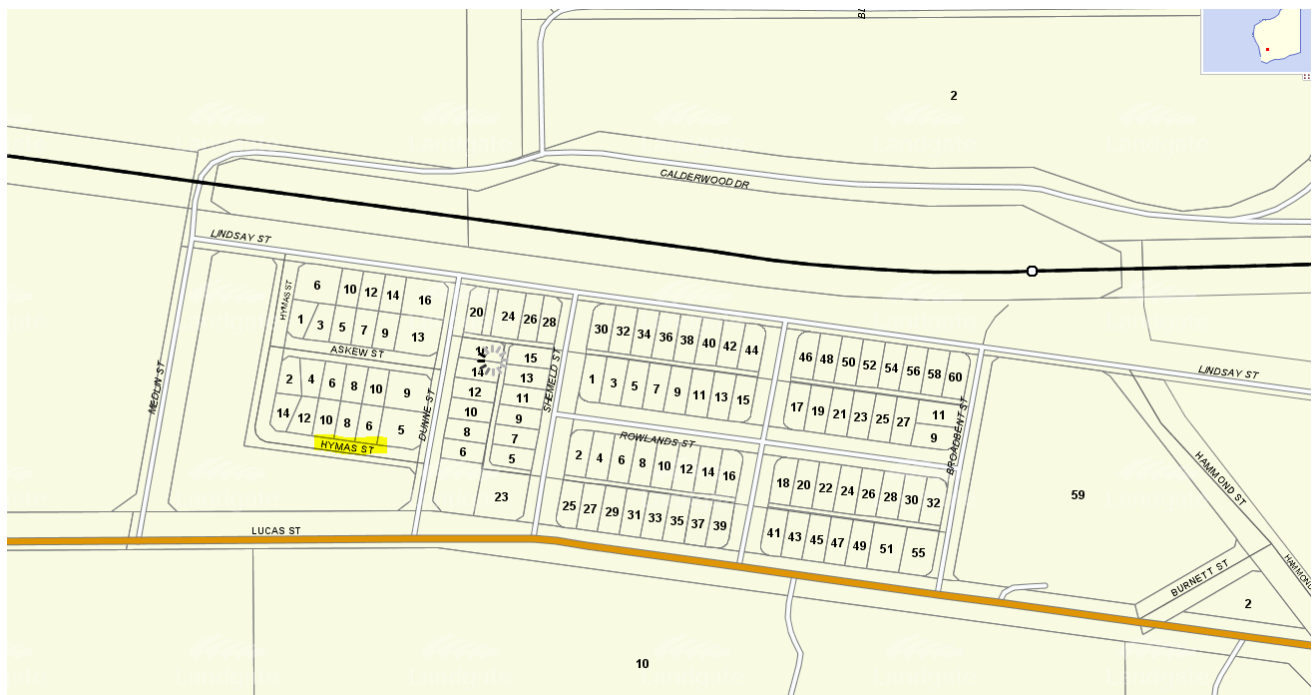 BL
2
CALDERWOOD DR
LINDSAY ST
HYMAS ST
6 10 12 14 16
1 3 5 7 9 13
ASKEW ST
2 4 6 8 10 9
14 12 10 8 6 5
HYMAS ST
MEDLIN ST
DUNNE ST
20 24 26 28
15
14 13
12 11
10 9
8 7
6 5
23
SHEMELD ST
30 32 34 36 38 40 42 44
1 3 5 7 9 11 13 15
46 48 50 52 54 56 58 60
17 19 21 23 25 27 11
9
ROWLANDS ST
BROADBENT ST
2 4 6 8 10 12 14 16
25 27 29 31 33 35 37 39
18 20 22 24 26 28 30 32
41 43 45 47 49 51 55
LINDSAY ST
HAMMOND ST
59
BURNETT ST
HAMMOND
2
LUCAS ST
10